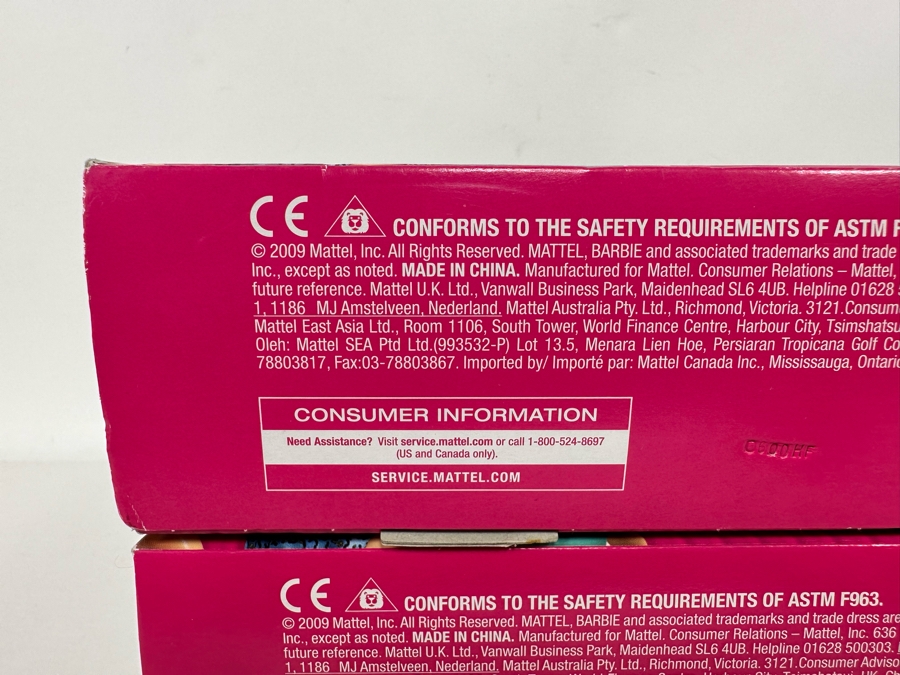 CE CONFORMS TO THE SAFETY REQUIREMENTS OF ASTM F
© 2009 Mattel, Inc. All Rights Reserved. MATTEL, BARBIE and associated trademarks and trade
Inc., except as noted. MADE IN CHINA. Manufactured for Mattel. Consumer Relations – Mattel,
future reference. Mattel U.K. Ltd., Vanwall Business Park, Maidenhead SL6 4UB. Helpline 01628
1, 1186 MJ Amstelveen, Nederland. Mattel Australia Pty. Ltd., Richmond, Victoria. 3121.Consum
Mattel East Asia Ltd., Room 1106, South Tower, World Finance Centre, Harbour City, Tsimshatsu
Oleh: Mattel SEA Ptd Ltd.(993532-P) Lot 13.5, Menara Lien Hoe, Persiaran Tropicana Golf Co
78803817, Fax:03-78803867. Imported by/ Importé par: Mattel Canada Inc., Mississauga, Ontario
CONSUMER INFORMATION
Need Assistance? Visit service.mattel.com or call 1-800-524-8697
(US and Canada only).
SERVICE.MATTEL.COM
CE CONFORMS TO THE SAFETY REQUIREMENTS OF ASTM F963.
© 2009 Mattel, Inc. All Rights Reserved. MATTEL, BARBIE and associated trademarks and trade dress are
Inc., except as noted. MADE IN CHINA. Manufactured for Mattel. Consumer Relations – Mattel, Inc. 636
future reference. Mattel U.K. Ltd., Vanwall Business Park, Maidenhead SL6 4UB. Helpline 01628 500303.
1, 1186 MJ Amstelveen, Nederland. Mattel Australia Pty. Ltd., Richmond, Victoria. 3121.Consumer Adviso